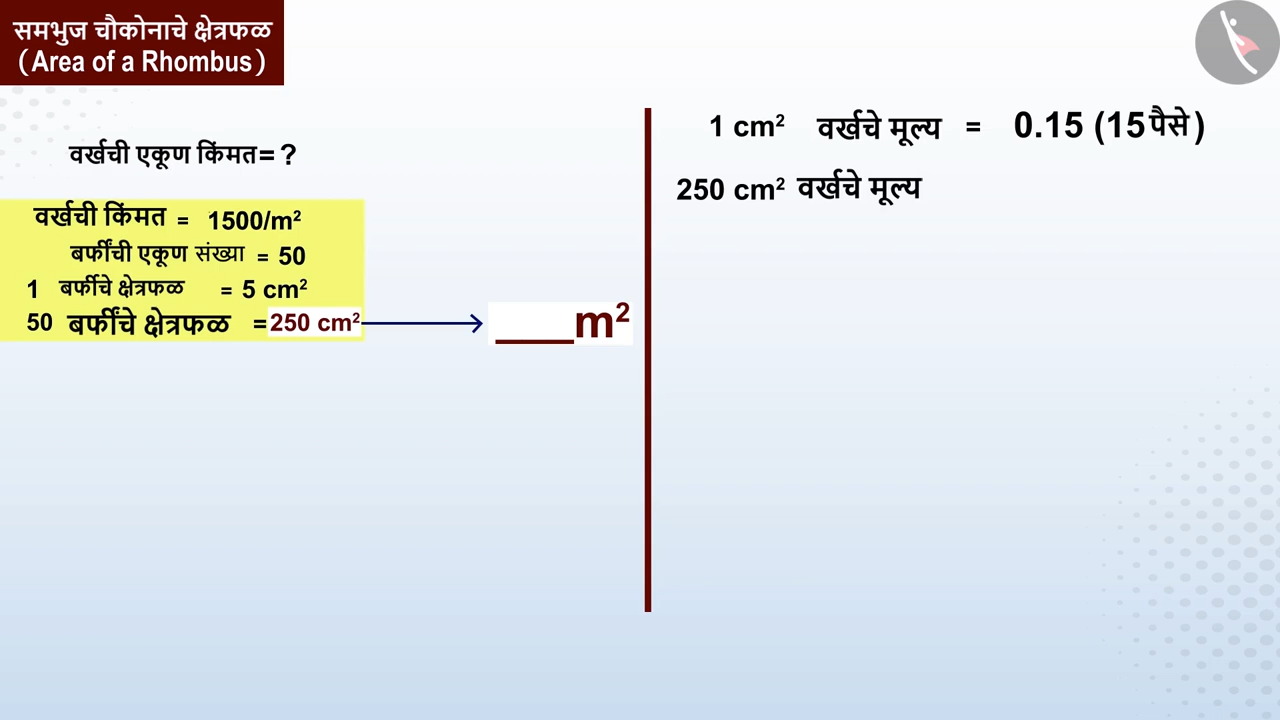 समभुज चौकोनाचे क्षेत्रफळ
(Area of a Rhombus)
वर्खची एकूण किंमत= ?
वर्खची किंमत = 1500/m²
बर्फींची एकूण संख्या = 50
1 बर्फीचे क्षेत्रफळ = 5 cm²
50 बर्फींचे क्षेत्रफळ =250 cm² ____m²
1 cm² वर्खचे मूल्य = 0.15 (15पैसे)
250 cm² वर्खचे मूल्य